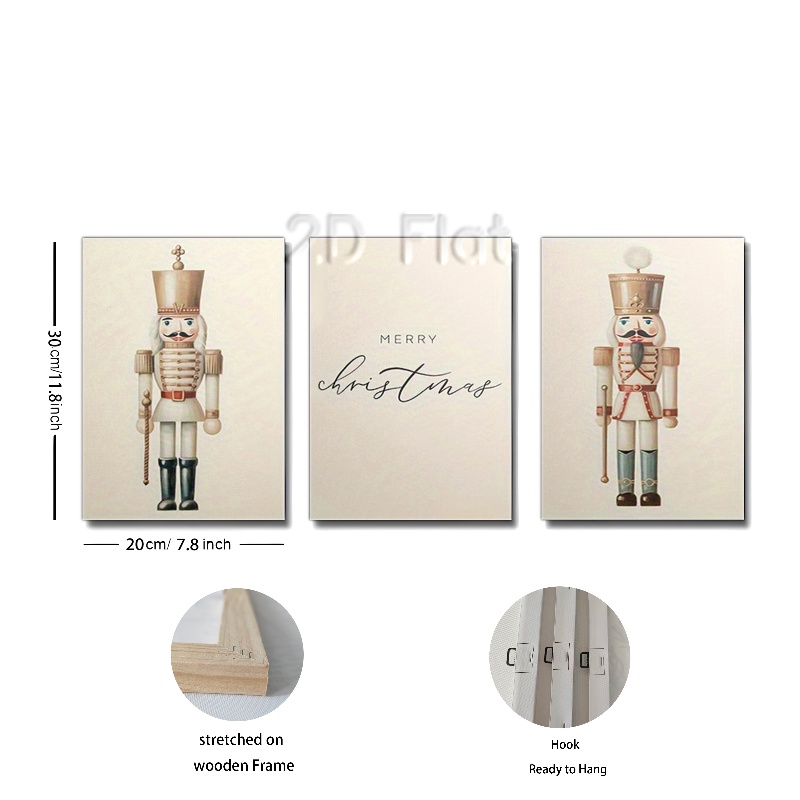 2D Flat
MERRY
christmas
30cm/11.8inch
20cm/ 7.8 inch
stretched on
wooden Frame
Hook
Ready to Hang